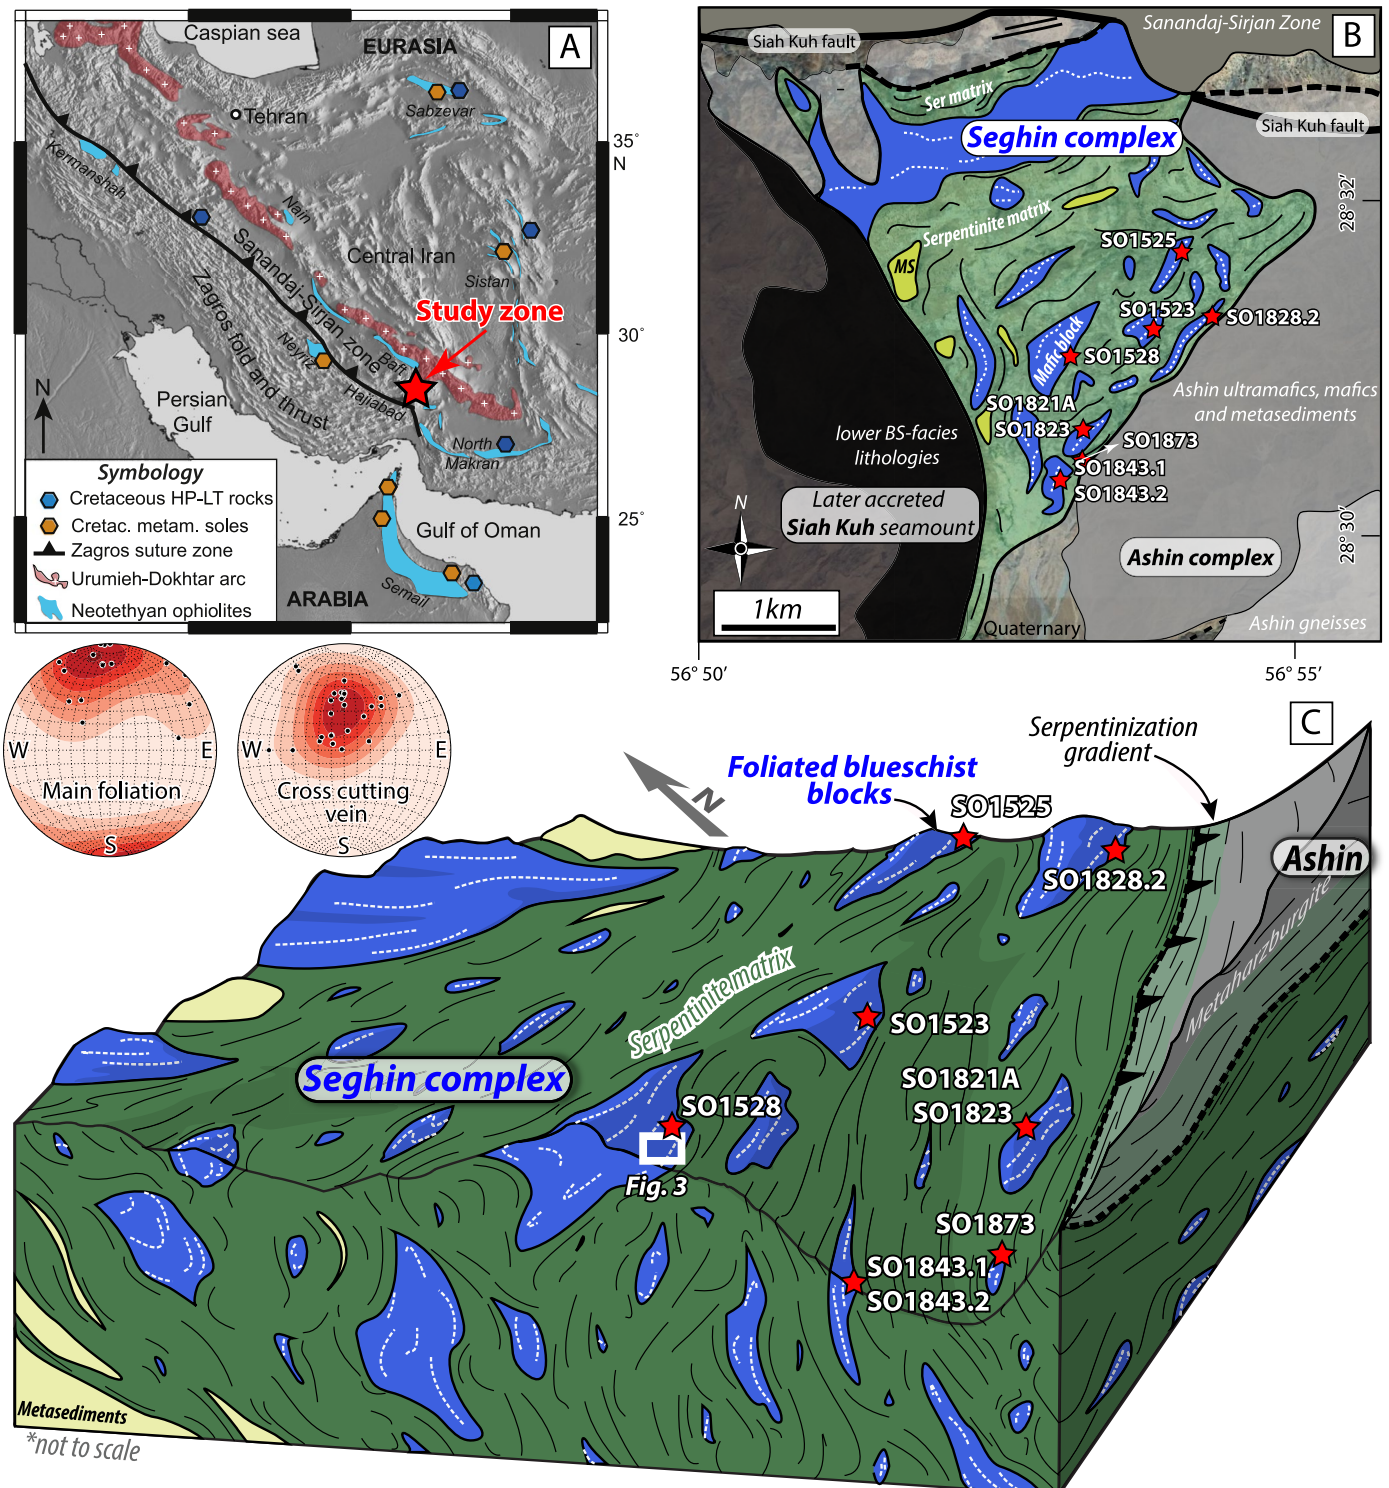 A
Caspian sea
EURASIA
Tehran
Sabzevar
35°
N
Kermanshah
Nain
Sanandaj-Sirjan zone
Central Iran
Sistan
Zagros fold and thrust
Study zone
30°
Neyriz
Baft
Hajiabad
N
Persian
Gulf
North
Makran
Symbology
Cretaceous HP-LT rocks
Cretac. metam. soles
Zagros suture zone
Urumieh-Dokhtar arc
Neotethyan ophiolites
25°
Gulf of Oman
Semail
ARABIA
B
Sanandaj-Sirjan Zone
Siah Kuh fault
Ser matrix
Seghin complex
Siah Kuh fault
28° 32′
Serpentinite matrix
MS
SO1525
SO1523
SO1828.2
Mafic block
SO1528
SO1821A
SO1823
SO1873
SO1843.1
SO1843.2
Ashin ultramafics, mafics
and metasediments
lower BS-facies
lithologies
Later accreted
Siah Kuh seamount
N
1km
28° 30′
Ashin complex
Ashin gneisses
Quaternary
56° 50′
56° 55′
W
E
Main foliation
S
W
E
Cross cutting
vein
S
C
Serpentinization
gradient
Foliated blueschist
blocks
N
SO1525
SO1828.2
Ashin
Metaharzburgite
Serpentinite matrix
SO1523
Seghin complex
SO1821A
SO1823
SO1528
Fig. 3
SO1873
SO1843.1
SO1843.2
Metasediments
*not to scale